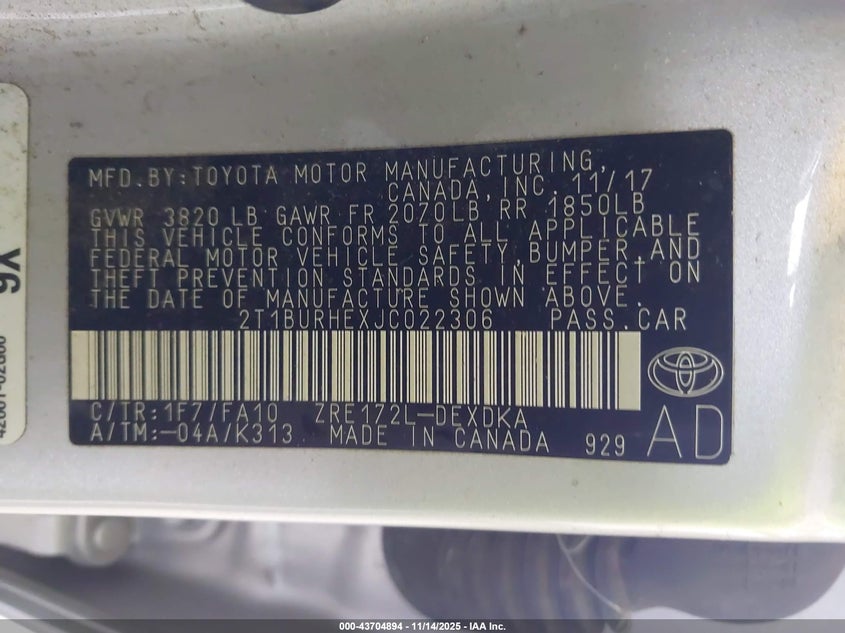 MFD.BY:TOYOTA MOTOR MANUFACTURING,
CANADA,INC. 11/17
GVWR 3820 LB GAWR FR 2070LB RR 1850LB
THIS VEHICLE CONFORMS TO ALL APPLICABLE
FEDERAL MOTOR VEHICLE SAFETY,BUMPER,AND
THEFT PREVENTION STANDARDS IN EFFECT ON
THE DATE OF MANUFACTURE SHOWN ABOVE.
2T1BURHEXJC022306 PASS.CAR
C/TR:1F7/FA10 ZRE172L-DEXDKA
A/TM:-04A/K313 MADE IN CANADA 929 AD
000-43704894 - 11/14/2025 - IAA Inc.